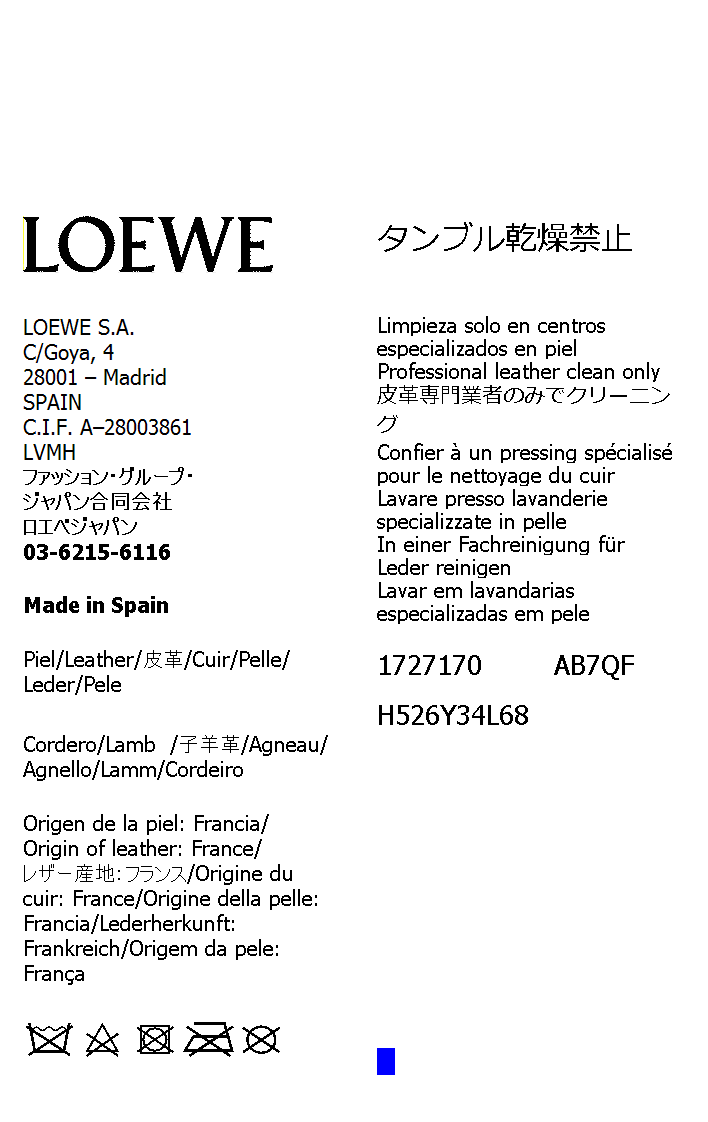 LOEWE
LOEWE S.A.
C/Goya, 4
28001 – Madrid
SPAIN
C.I.F. A–28003861
LVMH
ファッション・グループ・
ジャパン合同会社
ロエベジャパン
03-6215-6116
Made in Spain
Piel/Leather/皮革/Cuir/Pelle/
Leder/Pele
Cordero/Lamb /子羊革/Agneau/
Agnello/Lamm/Cordeiro
Origen de la piel: Francia/
Origin of leather: France/
レザー産地：フランス/Origine du
cuir: France/Origine della pelle:
Francia/Lederherkunft:
Frankreich/Origem da pele:
França
タンブル乾燥禁止
Limpieza solo en centros
especializados en piel
Professional leather clean only
皮革専門業者のみでクリーニン
グ
Confier à un pressing spécialisé
pour le nettoyage du cuir
Lavare presso lavanderie
specializzate in pelle
In einer Fachreinigung für
Leder reinigen
Lavar em lavandarias
especializadas em pele
1727170 AB7QF
H526Y34L68